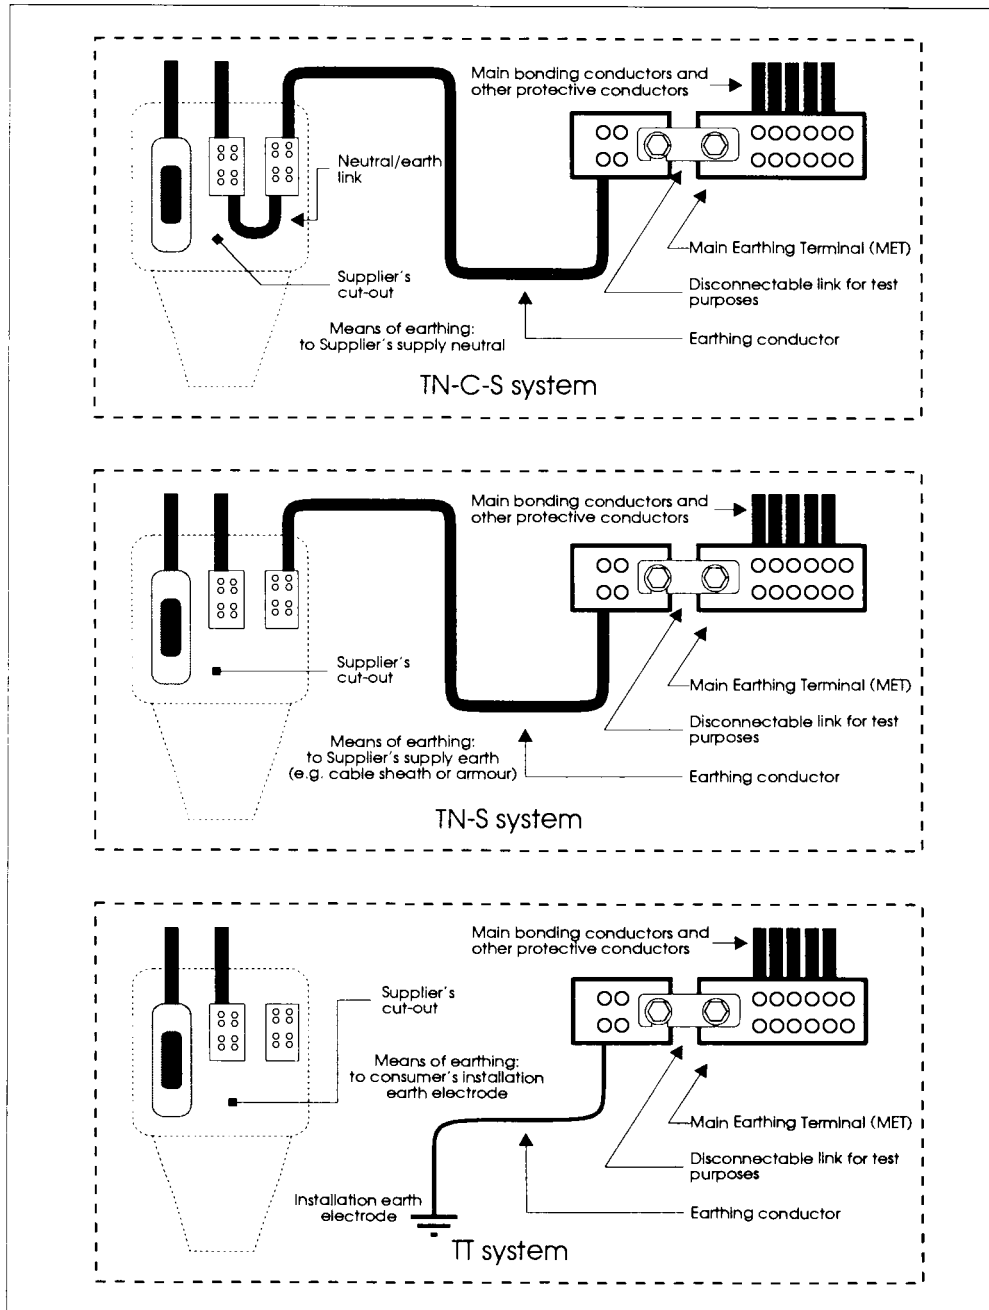 Main bonding conductors and
other protective conductors
Neutral/earth
link
Main Earthing Terminal (MET)
Supplier's
cut-out
Disconnectable link for test
purposes
Means of earthing:
to Supplier's supply neutral
Earthing conductor
TN-C-S system
Main bonding conductors and
other protective conductors
Supplier's
cut-out
Main Earthing Terminal (MET)
Disconnectable link for test
purposes
Means of earthing:
to Supplier's supply earth
(e.g. cable sheath or armour)
Earthing conductor
TN-S system
Main bonding conductors and
other protective conductors
Supplier's
cut-out
Means of earthing:
to consumer's installation
earth electrode
Main Earthing Terminal (MET)
Disconnectable link for test
purposes
Installation earth
electrode
Earthing conductor
TT system